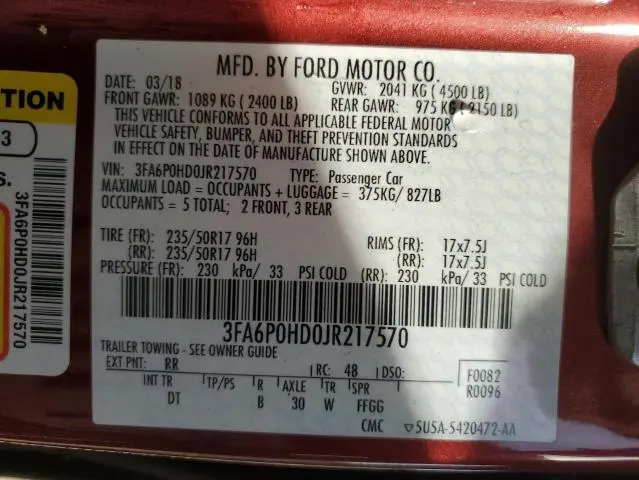 MFD. BY FORD MOTOR CO.
DATE: 03/18 GVWR: 2041 KG ( 4500 LB)
FRONT GAWR: 1089 KG ( 2400 LB) REAR GAWR: 975 KG ( 2150 LB)
THIS VEHICLE CONFORMS TO ALL APPLICABLE FEDERAL MOTOR
VEHICLE SAFETY, BUMPER, AND THEFT PREVENTION STANDARDS
IN EFFECT ON THE DATE OF MANUFACTURE SHOWN ABOVE.
VIN: 3FA6P0HD0JR217570 TYPE: Passenger Car
MAXIMUM LOAD = OCCUPANTS + LUGGAGE = 375KG/ 827LB
OCCUPANTS = 5 TOTAL; 2 FRONT, 3 REAR
TIRE (FR): 235/50R17 96H RIMS (FR): 17x7.5J
(RR): 235/50R17 96H (RR): 17x7.5J
PRESSURE (FR): 230 kPa/ 33 PSI COLD (RR): 230 kPa/ 33 PSI COLD
3FA6P0HD0JR217570
TRAILER TOWING - SEE OWNER GUIDE
EXT PNT: RR RC: 48 DSO:
INT TR TP/PS R AXLE TR SPR
DT B 30 W FFGG
F0082
R0096
CMC ▽5U5A-5420472-AA
TION
3
S.
3FA6P0HD0JR217570